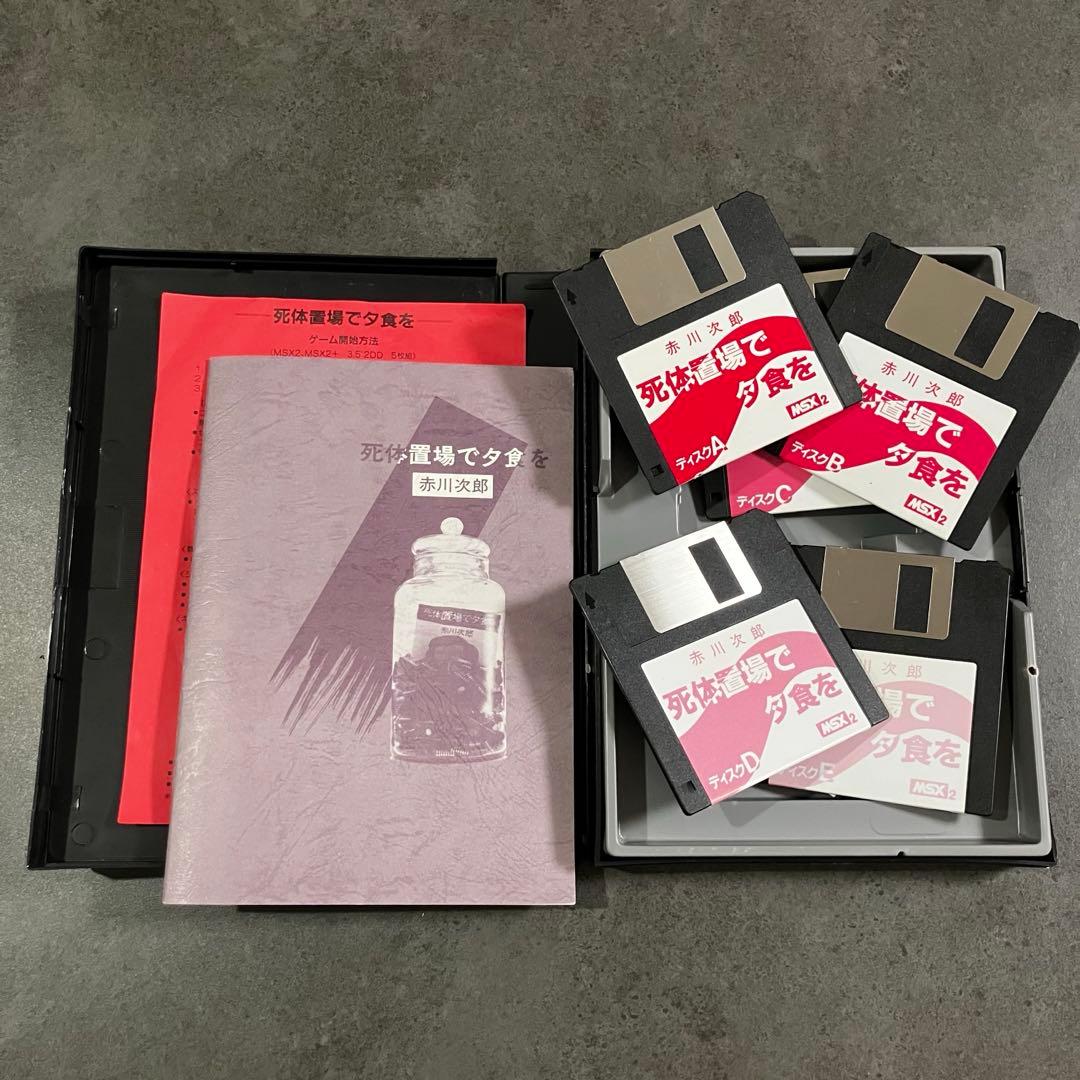 死体置場で夕食を
ゲーム開始方法
(MSX2、MSX2+ 3.5"2DD 5枚組)
1
2
3
死体置場で夕食を
赤川次郎
死体置場で夕食を
赤川次郎
赤川次郎
死体置場で
夕食を
MSX2
ディスクA
赤川次郎
体置場で
夕食を
MSX2
ディスクB
ディスクC
赤川次郎
死体置場で
夕食を
MSX2
ディスクD
川次郎
場で
夕食を
MSX2
ィスクE